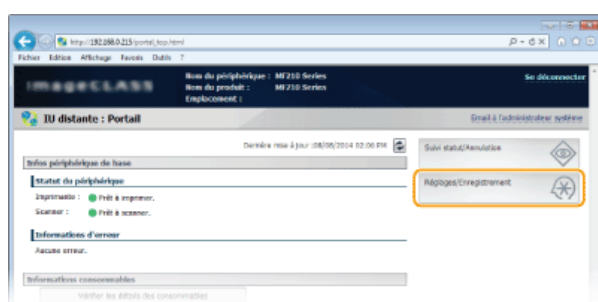 http://192.168.0.215/portal_top.html
Fichier Edition Affichage Favoris Outils ?
imageCLASS
Nom du périphérique : MF210 Series
Nom du produit : MF210 Series
Emplacement :
Se déconnecter
IU distante : Portail
Email à l'administrateur système
Dernière mise à jour :08/08/2014 02:06 PM
Infos périphérique de base
Statut du périphérique
Imprimante : Prêt à imprimer.
Scanner : Prêt à scanner.
Informations d'erreur
Aucune erreur.
Informations consommables
Vérifier les détails des consommables
Suivi statut/Annulation
Réglages/Enregistrement